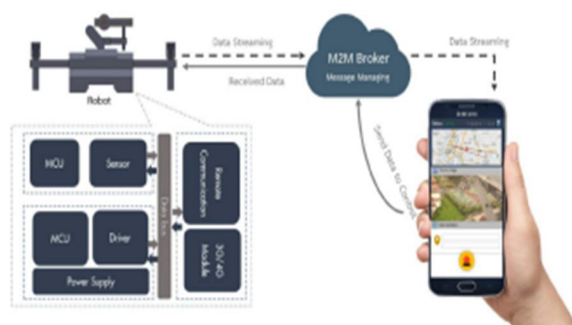 Data Streaming
Data Streaming
M2M Broker
Message Managing
Received Data
Robot
Send Data to Control
MCU
Sensor
Remote
Communication
Data bus
MCU
Driver
3G/4G
Module
Power Supply